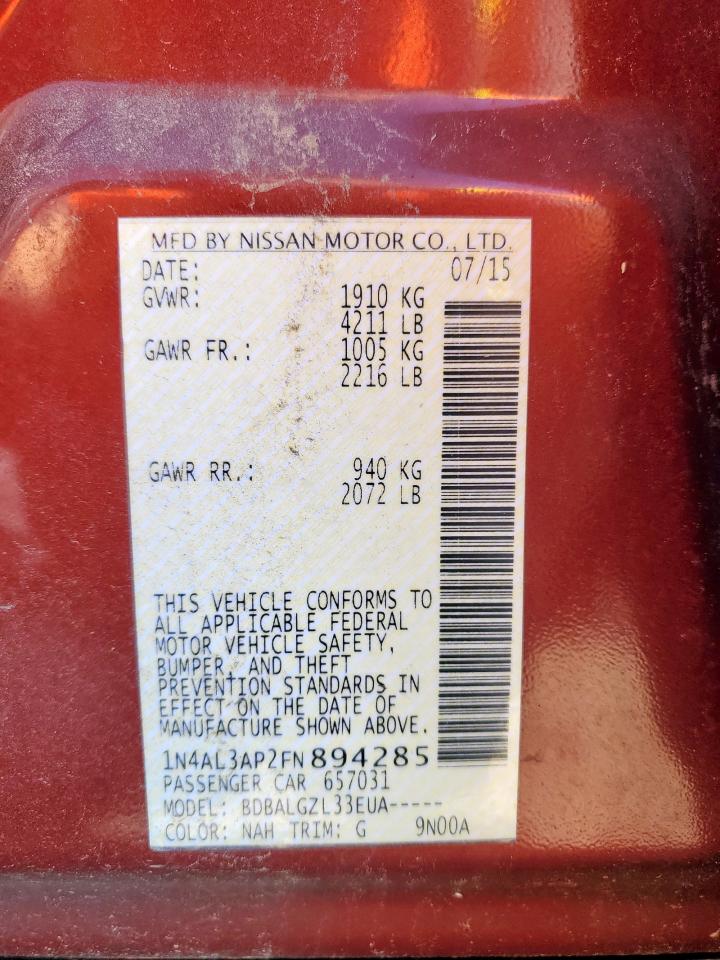 MFD BY NISSAN MOTOR CO., LTD.
DATE: 07/15
GVWR: 1910 KG
4211 LB
GAWR FR.: 1005 KG
2216 LB
GAWR RR.: 940 KG
2072 LB
THIS VEHICLE CONFORMS TO
ALL APPLICABLE FEDERAL
MOTOR VEHICLE SAFETY,
BUMPER, AND THEFT
PREVENTION STANDARDS IN
EFFECT ON THE DATE OF
MANUFACTURE SHOWN ABOVE.
1N4AL3AP2FN894285
PASSENGER CAR 657031
MODEL: BDBALGZL33EUA-----
COLOR: NAH TRIM: G 9N00A